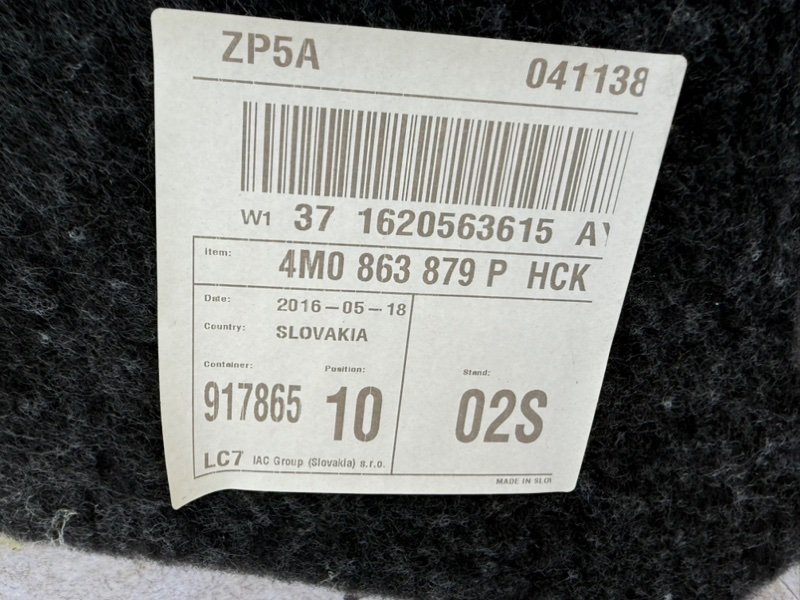 ZP5A 041138
W1 37 1620563615 AY
Item: 4M0 863 879 P HCK
Date: 2016-05-18
Country: SLOVAKIA
Container: Position: Stand:
917865 10 02S
LC7 IAC Group (Slovakia) s.r.o.
MADE IN